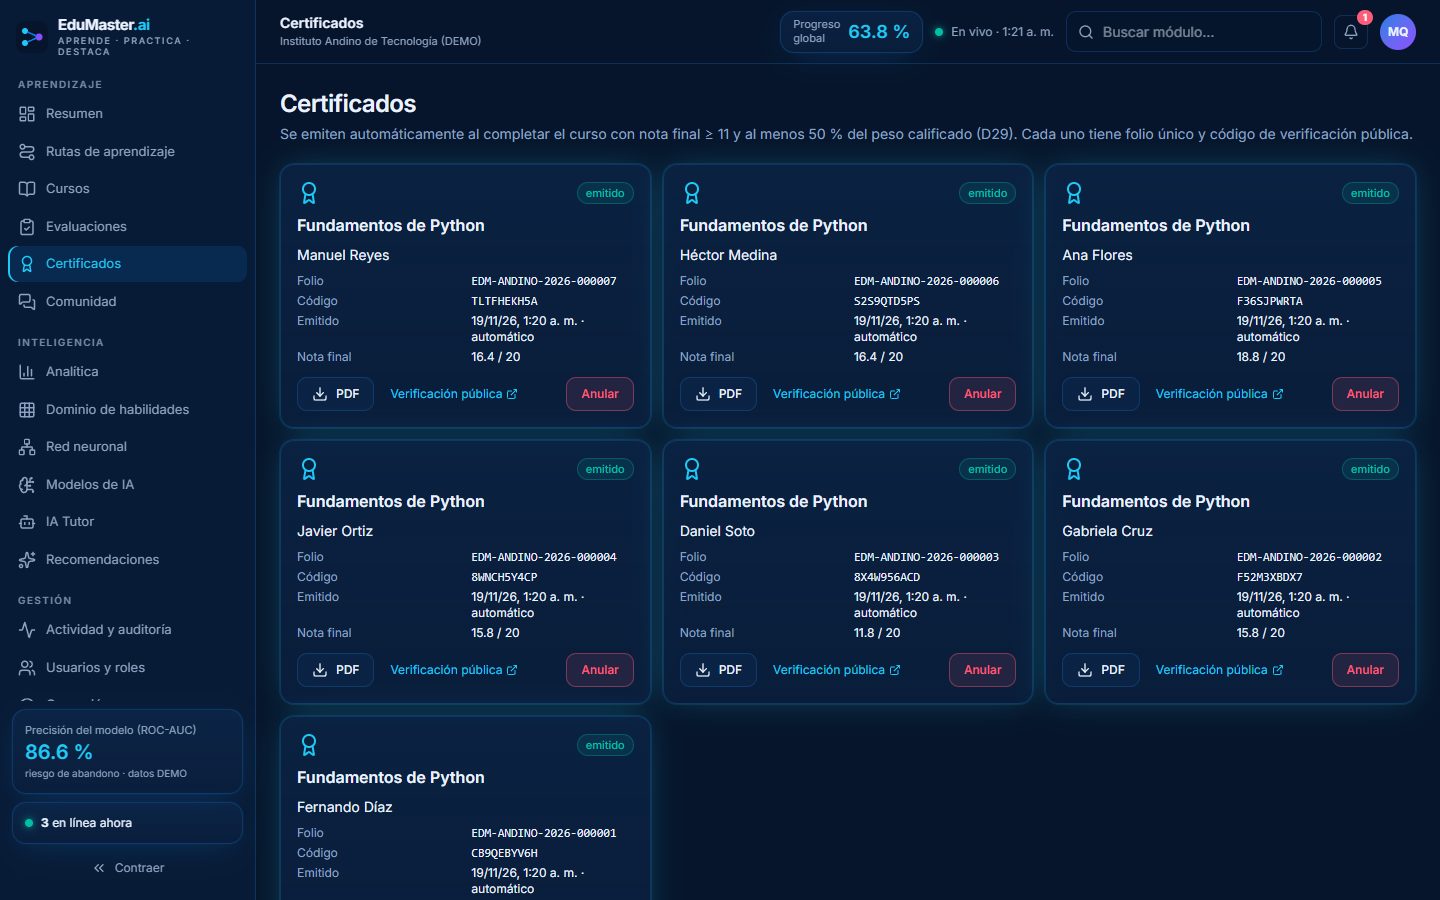 EduMaster.ai
APRENDE · PRACTICA ·
DESTACA
APRENDIZAJE
Resumen
Rutas de aprendizaje
Cursos
Evaluaciones
Certificados
Comunidad
INTELIGENCIA
Analítica
Dominio de habilidades
Red neuronal
Modelos de IA
IA Tutor
Recomendaciones
GESTIÓN
Actividad y auditoría
Usuarios y roles
Precisión del modelo (ROC-AUC)
86.6 %
riesgo de abandono · datos DEMO
3 en línea ahora
Contraer
Certificados
Instituto Andino de Tecnología (DEMO)
Progreso
global
63.8 %
En vivo · 1:21 a. m.
Buscar módulo...
1
MQ
Certificados
Se emiten automáticamente al completar el curso con nota final ≥ 11 y al menos 50 % del peso calificado (D29). Cada uno tiene folio único y código de verificación pública.
emitido
Fundamentos de Python
Manuel Reyes
Folio EDM-ANDINO-2026-000007
Código TLTFHEKH5A
Emitido 19/11/26, 1:20 a. m. ·
automático
Nota final 16.4 / 20
PDF Verificación pública Anular
emitido
Fundamentos de Python
Héctor Medina
Folio EDM-ANDINO-2026-000006
Código S2S9QTD5PS
Emitido 19/11/26, 1:20 a. m. ·
automático
Nota final 16.4 / 20
PDF Verificación pública Anular
emitido
Fundamentos de Python
Ana Flores
Folio EDM-ANDINO-2026-000005
Código F36SJPWRTA
Emitido 19/11/26, 1:20 a. m. ·
automático
Nota final 18.8 / 20
PDF Verificación pública Anular
emitido
Fundamentos de Python
Javier Ortiz
Folio EDM-ANDINO-2026-000004
Código 8WNCH5Y4CP
Emitido 19/11/26, 1:20 a. m. ·
automático
Nota final 15.8 / 20
PDF Verificación pública Anular
emitido
Fundamentos de Python
Daniel Soto
Folio EDM-ANDINO-2026-000003
Código 8X4W956ACD
Emitido 19/11/26, 1:20 a. m. ·
automático
Nota final 11.8 / 20
PDF Verificación pública Anular
emitido
Fundamentos de Python
Gabriela Cruz
Folio EDM-ANDINO-2026-000002
Código F52M3XBDX7
Emitido 19/11/26, 1:20 a. m. ·
automático
Nota final 15.8 / 20
PDF Verificación pública Anular
emitido
Fundamentos de Python
Fernando Díaz
Folio EDM-ANDINO-2026-000001
Código CB9QEBYV6H
Emitido 19/11/26, 1:20 a. m. ·
automático